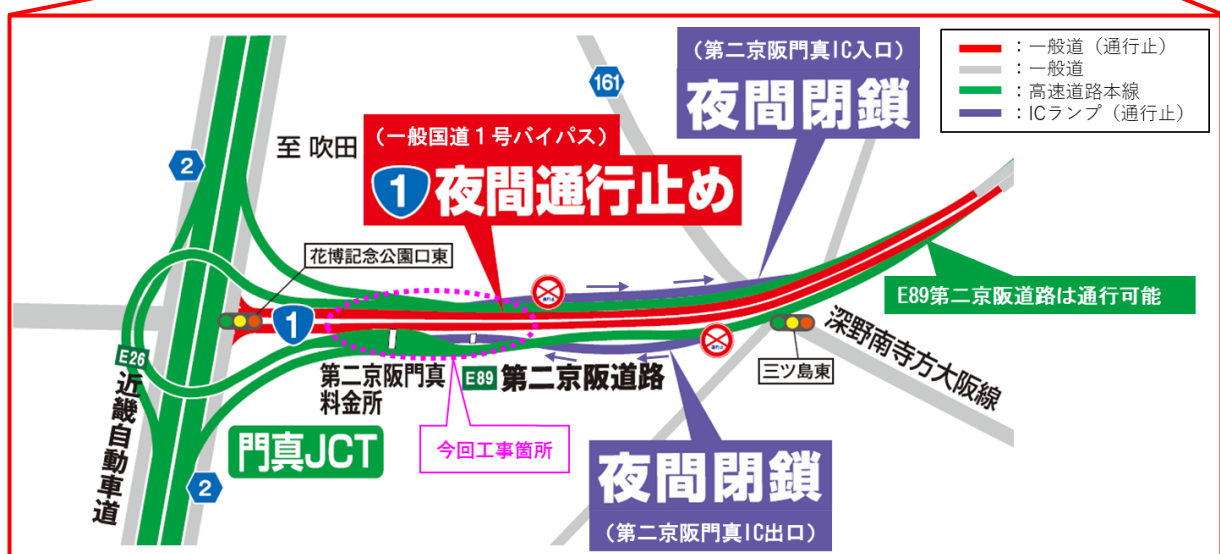 (第二京阪門真IC入口)
夜間閉鎖
：一般道（通行止）
：一般道
：高速道路本線
：ICランプ（通行止）
161
2
至 吹田
(一般国道1号バイパス)
1 夜間通行止め
花博記念公園口東
E89第二京阪道路は通行可能
1
深野南寺方大阪線
E26
近畿自動車道
第二京阪門真
料金所
E89 第二京阪道路
三ツ島東
門真JCT
今回工事箇所
2
夜間閉鎖
(第二京阪門真IC出口)